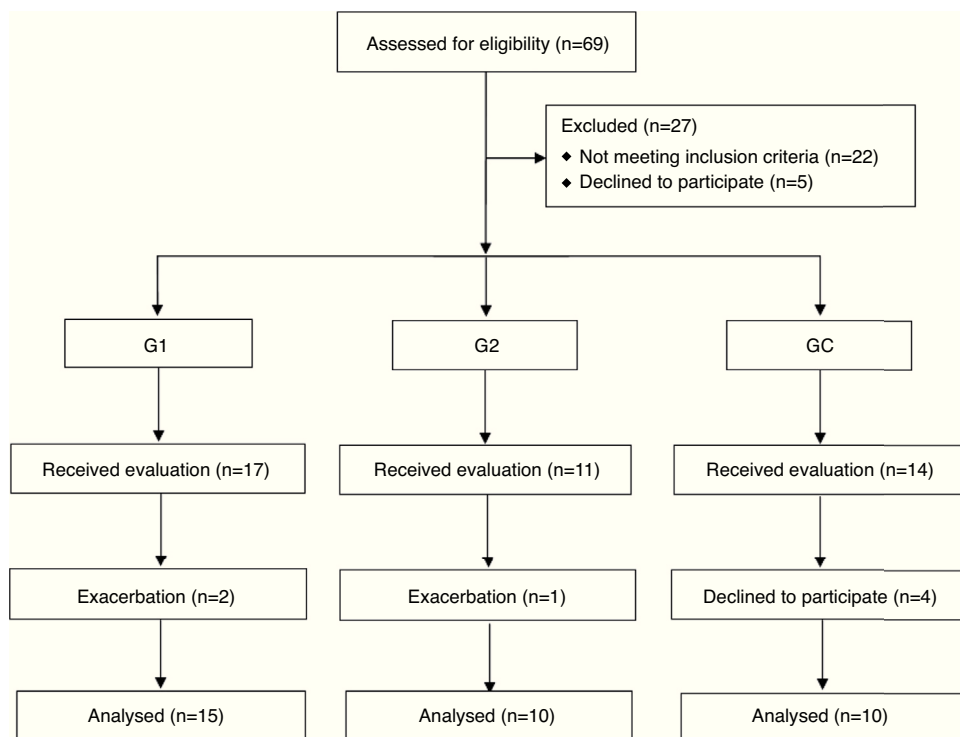 Assessed for eligibility (n=69)
Excluded (n=27)
◆ Not meeting inclusion criteria (n=22)
◆ Declined to participate (n=5)
G1
G2
GC
Received evaluation (n=17)
Received evaluation (n=11)
Received evaluation (n=14)
Exacerbation (n=2)
Exacerbation (n=1)
Declined to participate (n=4)
Analysed (n=15)
Analysed (n=10)
Analysed (n=10)